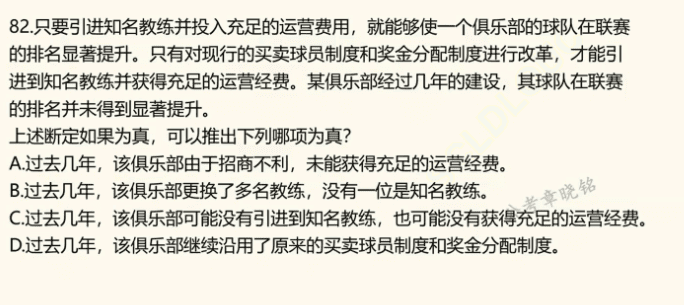 82.只要引进知名教练并投入充足的运营费用，就能够使一个俱乐部的球队在联赛
的排名显著提升。只有对现行的买卖球员制度和奖金分配制度进行改革，才能引
进到知名教练并获得充足的运营经费。某俱乐部经过几年的建设，其球队在联赛
的排名并未得到显著提升。
上述断定如果为真，可以推出下列哪项为真？
A.过去几年，该俱乐部由于招商不利，未能获得充足的运营经费。
B.过去几年，该俱乐部更换了多名教练，没有一位是知名教练。
C.过去几年，该俱乐部可能没有引进到知名教练，也可能没有获得充足的运营经费。
D.过去几年，该俱乐部继续沿用了原来的买卖球员制度和奖金分配制度。
考章晓铭